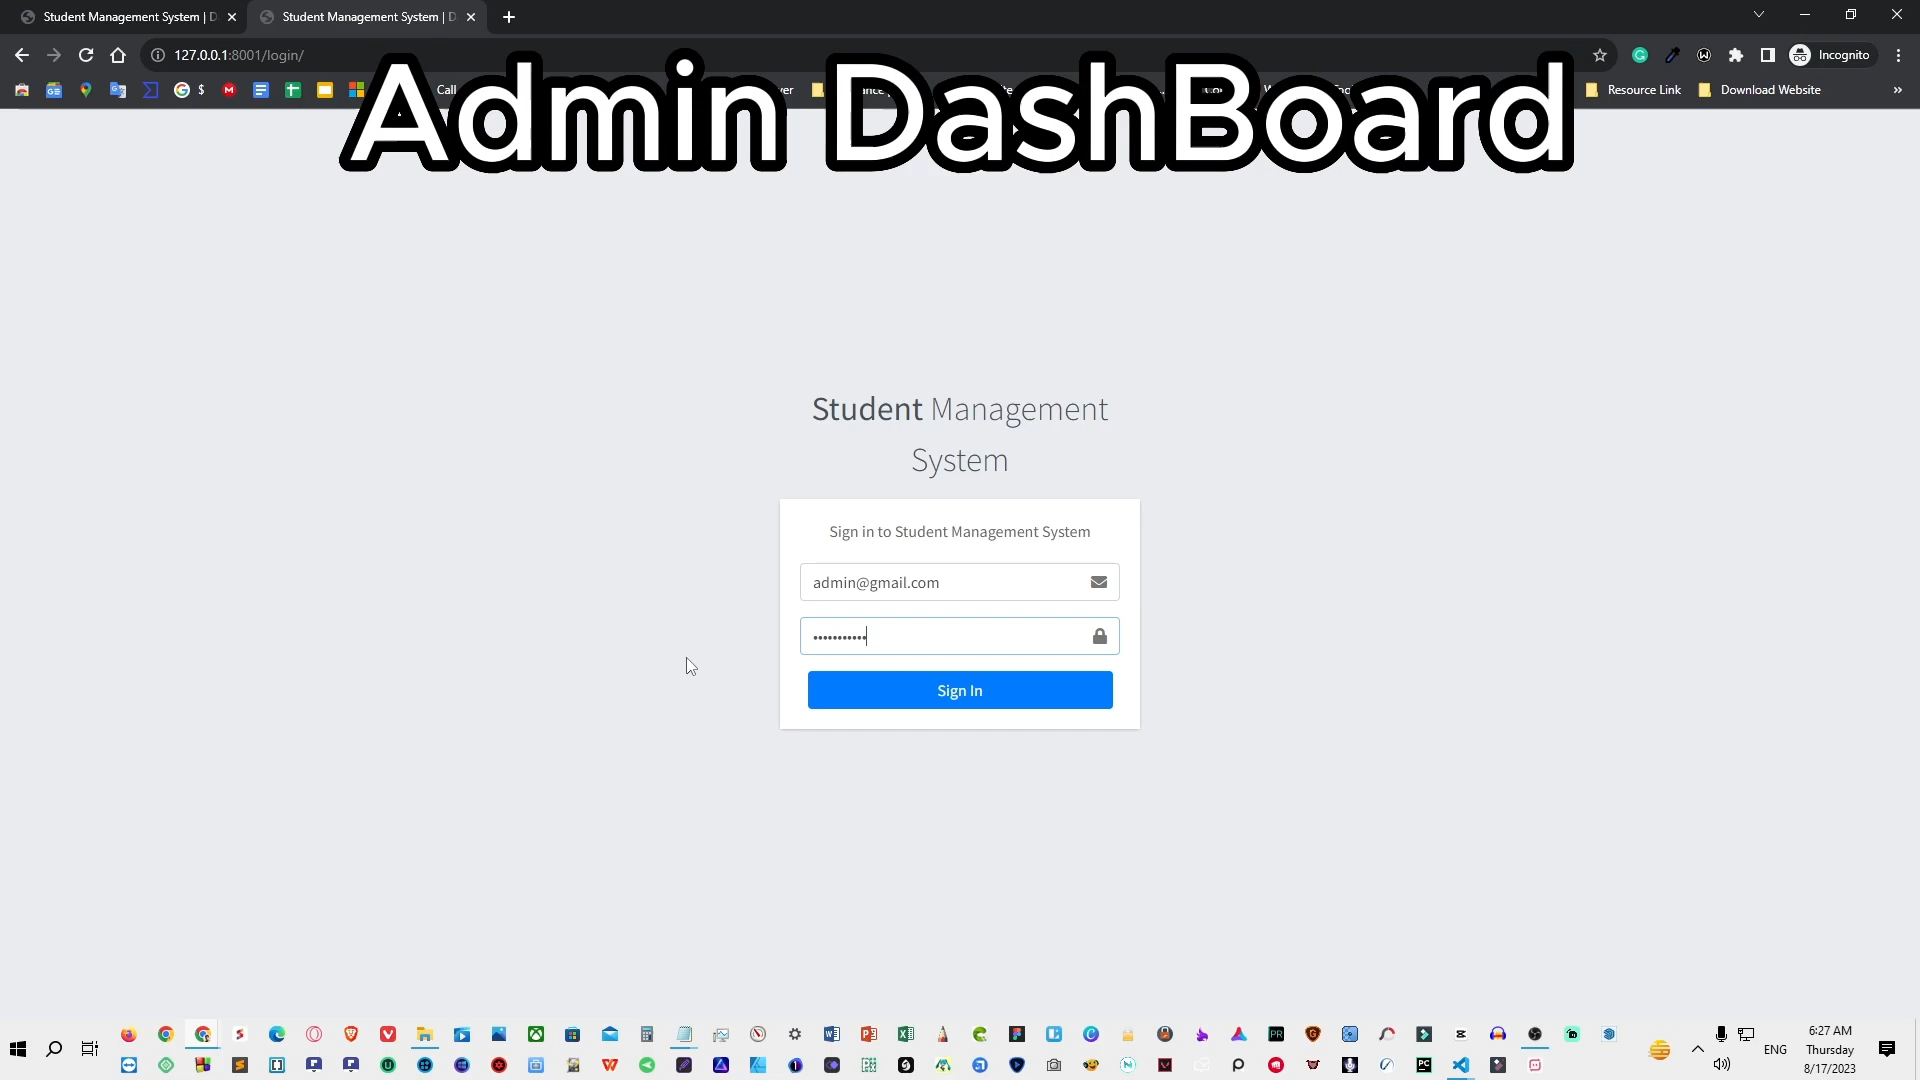 Student Management System | D
Student Management System | D
127.0.0.1:8001/login/
Incognito
Call
Resource Link
Download Website
Admin DashBoard
Student Management
System
Sign in to Student Management System
admin@gmail.com
•••••••••••
Sign In
ENG
6:27 AM
Thursday
8/17/2023